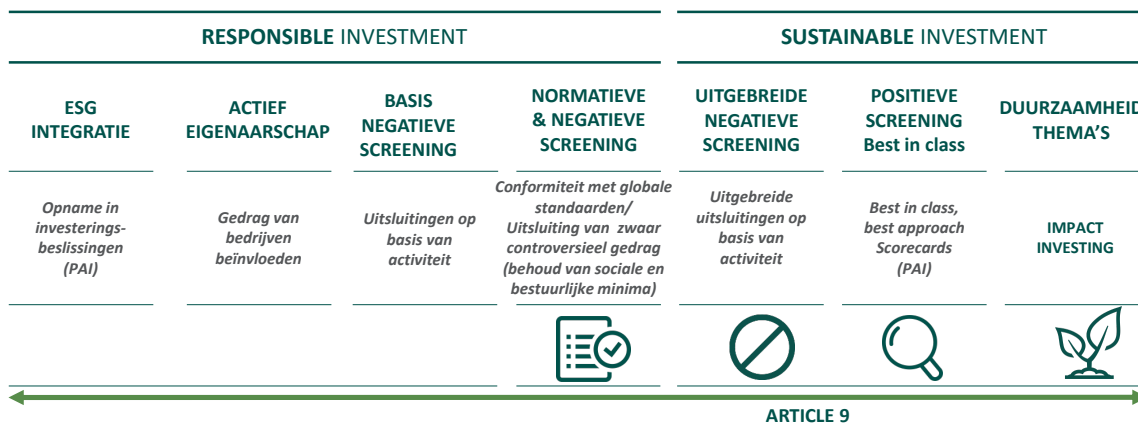 RESPONSIBLE INVESTMENT
SUSTAINABLE INVESTMENT
ESG
INTEGRATIE
ACTIEF
EIGENAARSCHAP
BASIS
NEGATIEVE
SCREENING
NORMATIEVE
& NEGATIEVE
SCREENING
UITGEBREIDE
NEGATIEVE
SCREENING
POSITIEVE
SCREENING
Best in class
DUURZAAMHEID
THEMA'S
Opname in
investerings-
beslissingen
(PAI)
Gedrag van
bedrijven
beïnvloeden
Uitsluitingen op
basis van
activiteit
Conformiteit met globale
standaarden/
Uitsluiting van zwaar
controversieel gedrag
(behoud van sociale en
bestuurlijke minima)
Uitgebreide
uitsluitingen op
basis van
activiteit
Best in class,
best approach
Scorecards
(PAI)
IMPACT
INVESTING
ARTICLE 9